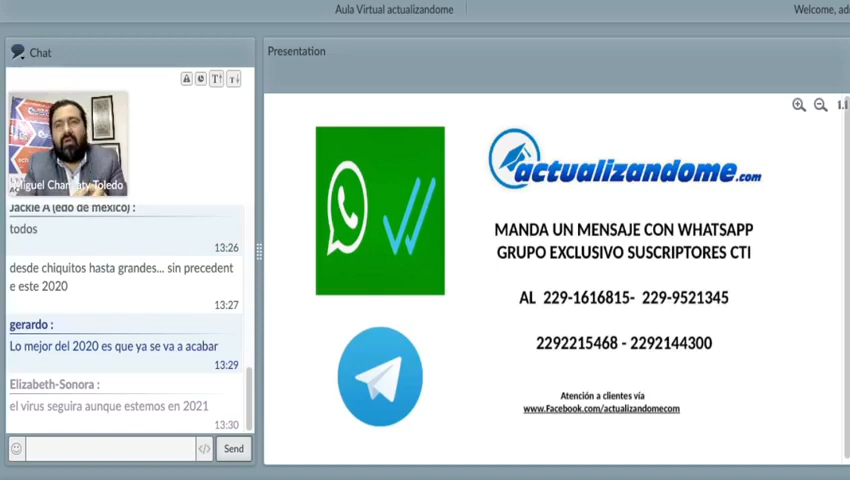 Aula Virtual actualizandome
Welcome, ad
Chat
T↑ T↓
Miguel Toledo
Jackie A (edo de mexico) :
todos
13:26
desde chiquitos hasta grandes... sin precedent
e este 2020
13:27
gerardo :
Lo mejor del 2020 es que ya se va a acabar
13:29
Elizabeth-Sonora :
el virus seguira aunque estemos en 2021
13:30
Send
Presentation
actualizandome.com
MANDA UN MENSAJE CON WHATSAPP
GRUPO EXCLUSIVO SUSCRIPTORES CTI
AL 229-1616815- 229-9521345
2292215468 - 2292144300
Atención a clientes vía
www.Facebook.com/actualizandomecom